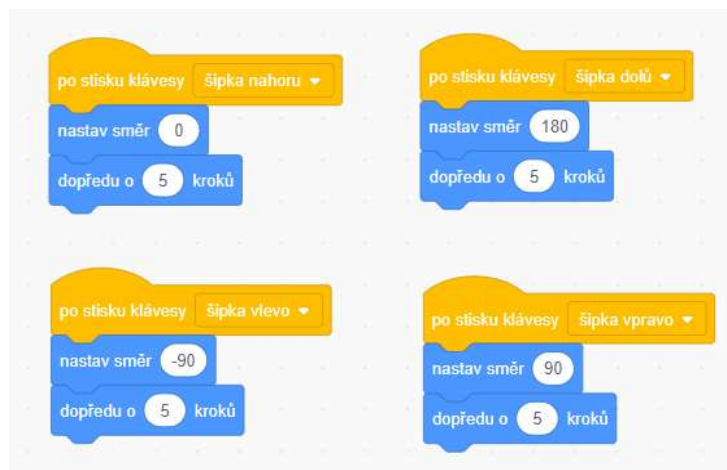 po stisku klávesy šipka nahoru
nastav směr 0
dopředu o 5 kroků
po stisku klávesy šipka dolů
nastav směr 180
dopředu o 5 kroků
po stisku klávesy šipka vlevo
nastav směr -90
dopředu o 5 kroků
po stisku klávesy šipka vpravo
nastav směr 90
dopředu o 5 kroků